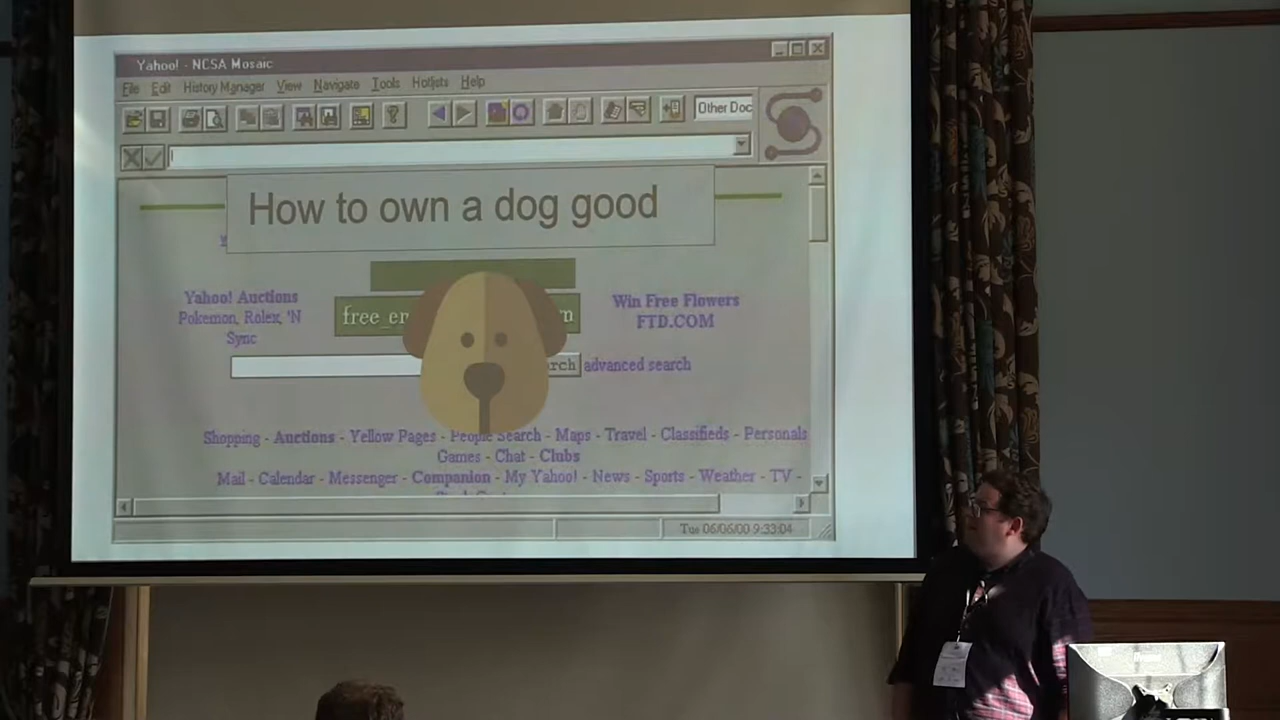 Yahoo! - NCSA Mosaic
File Edit History Manager View Navigate Tools Hotlists Help
Other Doc
How to own a dog good
Yahoo! Auctions
Pokemon, Rolex, 'N
Sync
free_em
m
Win Free Flowers
FTD.COM
rch advanced search
Shopping - Auctions - Yellow Pages - People Search - Maps - Travel - Classifieds - Personals
Games - Chat - Clubs
Mail - Calendar - Messenger - Companion - My Yahoo! - News - Sports - Weather - TV -
Tue 06/06/00 9:33:04